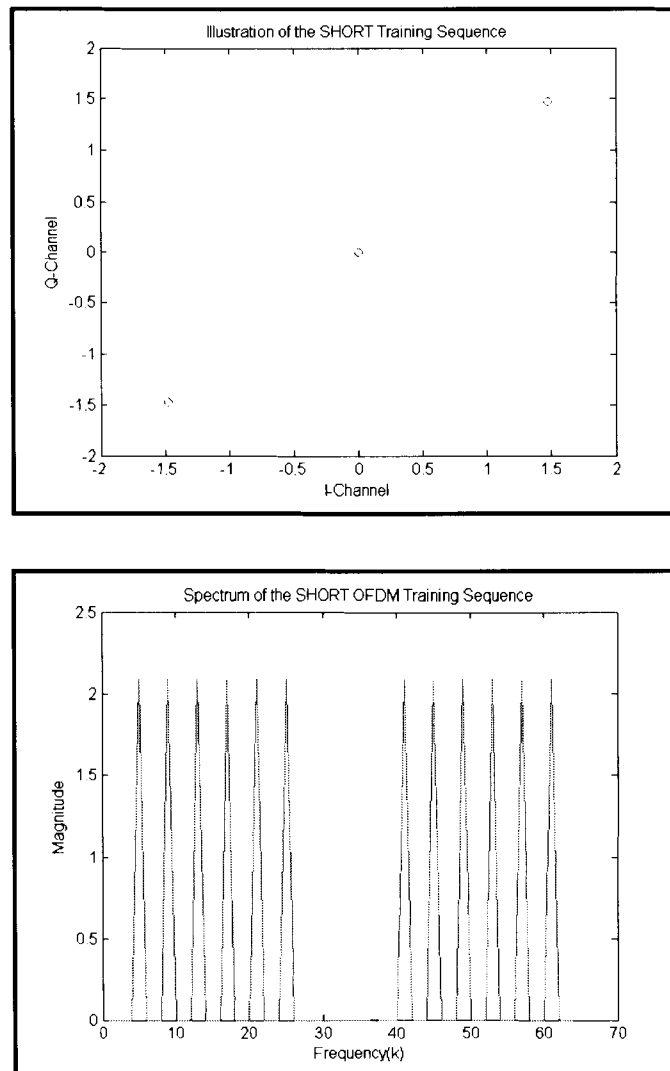 Illustration of the SHORT Training Sequence
2
1.5
1
0.5
0
-0.5
-1
-1.5
-2
Q-Channel
-2 -1.5 -1 -0.5 0 0.5 1 1.5 2
I-Channel
Spectrum of the SHORT OFDM Training Sequence
2.5
2
1.5
1
0.5
0
Magnitude
0 10 20 30 40 50 60 70
Frequency(k)